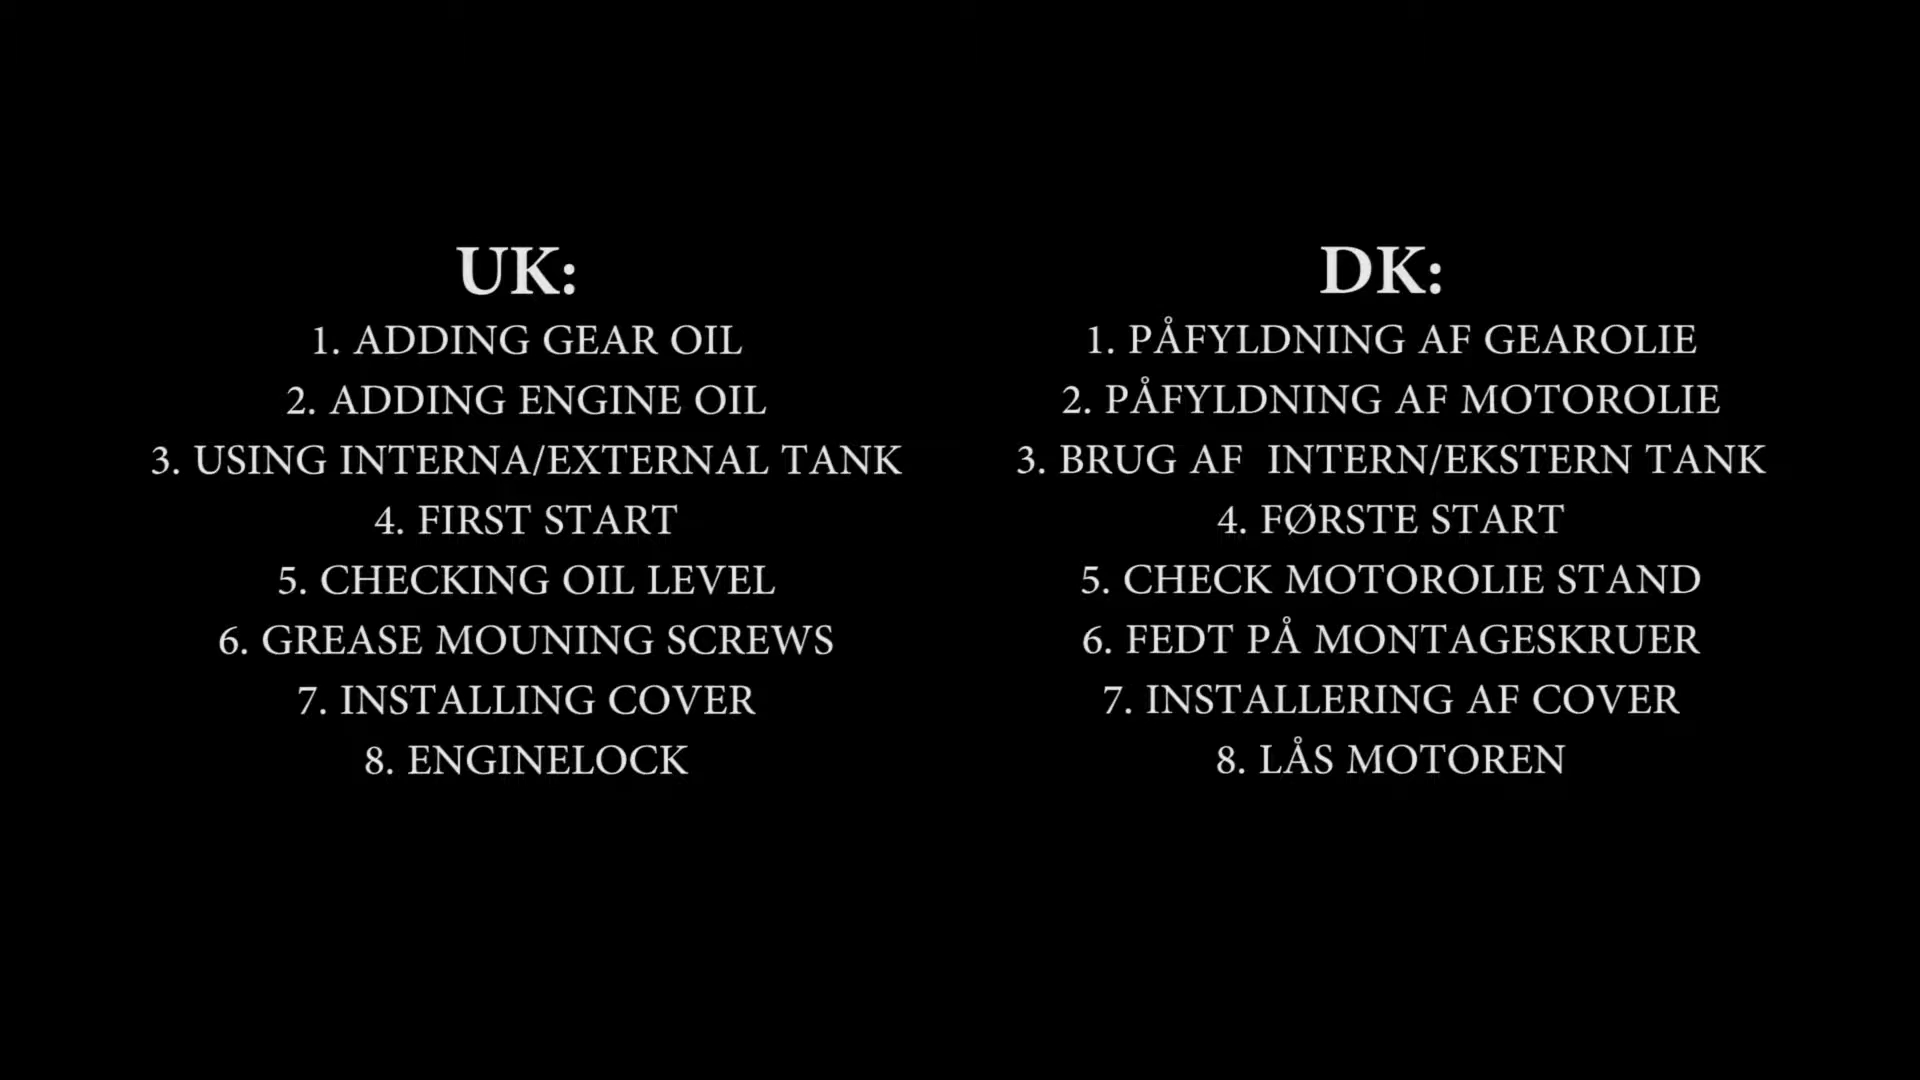 UK:
1. ADDING GEAR OIL
2. ADDING ENGINE OIL
3. USING INTERNA/EXTERNAL TANK
4. FIRST START
5. CHECKING OIL LEVEL
6. GREASE MOUNING SCREWS
7. INSTALLING COVER
8. ENGINELOCK
DK:
1. PÅFYLDNING AF GEAROLIE
2. PÅFYLDNING AF MOTOROLIE
3. BRUG AF  INTERN/EKSTERN TANK
4. FØRSTE START
5. CHECK MOTOROLIE STAND
6. FEDT PÅ MONTAGESKRUER
7. INSTALLERING AF COVER
8. LÅS MOTOREN